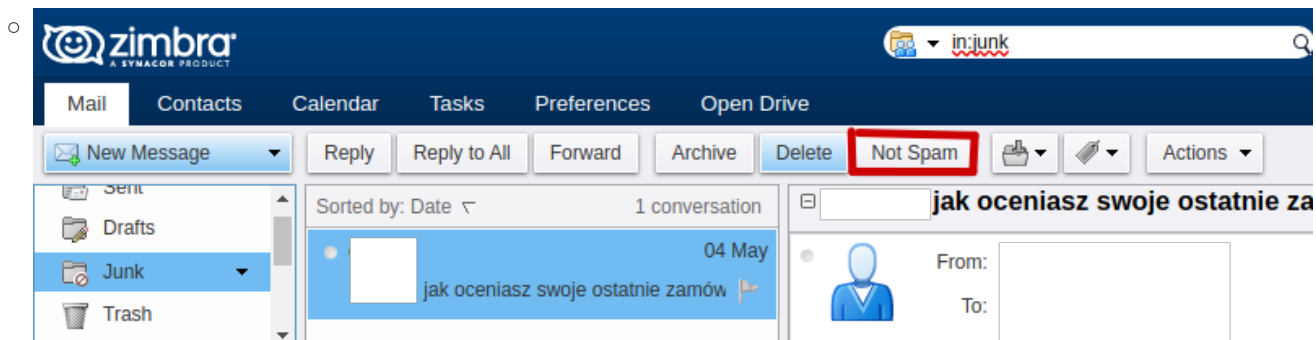 zimbra
A SYNACOR PRODUCT
in:junk
Mail Contacts Calendar Tasks Preferences Open Drive
New Message Reply Reply to All Forward Archive Delete Not Spam Actions
Sent
Drafts
Junk
Trash
Sorted by: Date 1 conversation
04 May
jak oceniasz swoje ostatnie zamów
jak oceniasz swoje ostatnie za
From:
To: